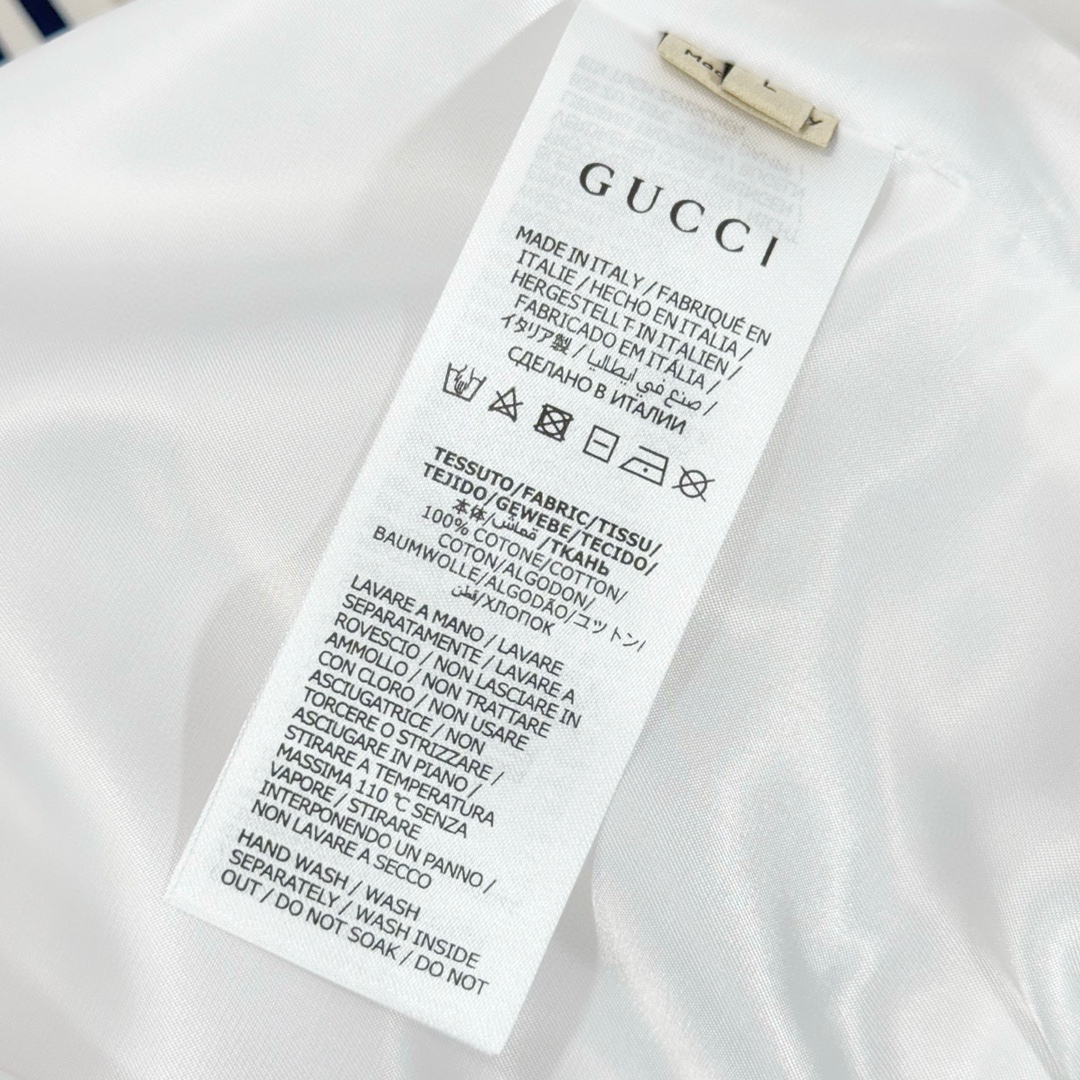 Mad
L
Y
GUCCI
MADE IN ITALY / FABRIQUÉ EN
ITALIE / HECHO EN ITALIA /
HERGESTELLT IN ITALIEN /
FABRICADO EM ITÁLIA /
イタリア製 / صنع في إيطاليا /
СДЕЛАНО В ИТАЛИИ
TESSUTO/FABRIC/TISSU/
TEJIDO/GEWEBE/TECIDO/
本体/قماش/ТКАНЬ
100% COTONE/COTTON/
COTON/ALGODON/
BAUMWOLLE/ALGODÃO/コツトン/
قطن/ХЛОПОК
LAVARE A MANO / LAVARE
SEPARATAMENTE / LAVARE A
ROVESCIO / NON LASCIARE IN
AMMOLLO / NON TRATTARE
CON CLORO / NON USARE
ASCIUGATRICE / NON
TORCERE O STRIZZARE /
ASCIUGARE IN PIANO /
STIRARE A TEMPERATURA
MASSIMA 110 ℃ SENZA
VAPORE / STIRARE
INTERPONENDO UN PANNO /
NON LAVARE A SECCO
HAND WASH / WASH
SEPARATELY / WASH INSIDE
OUT / DO NOT SOAK / DO NOT